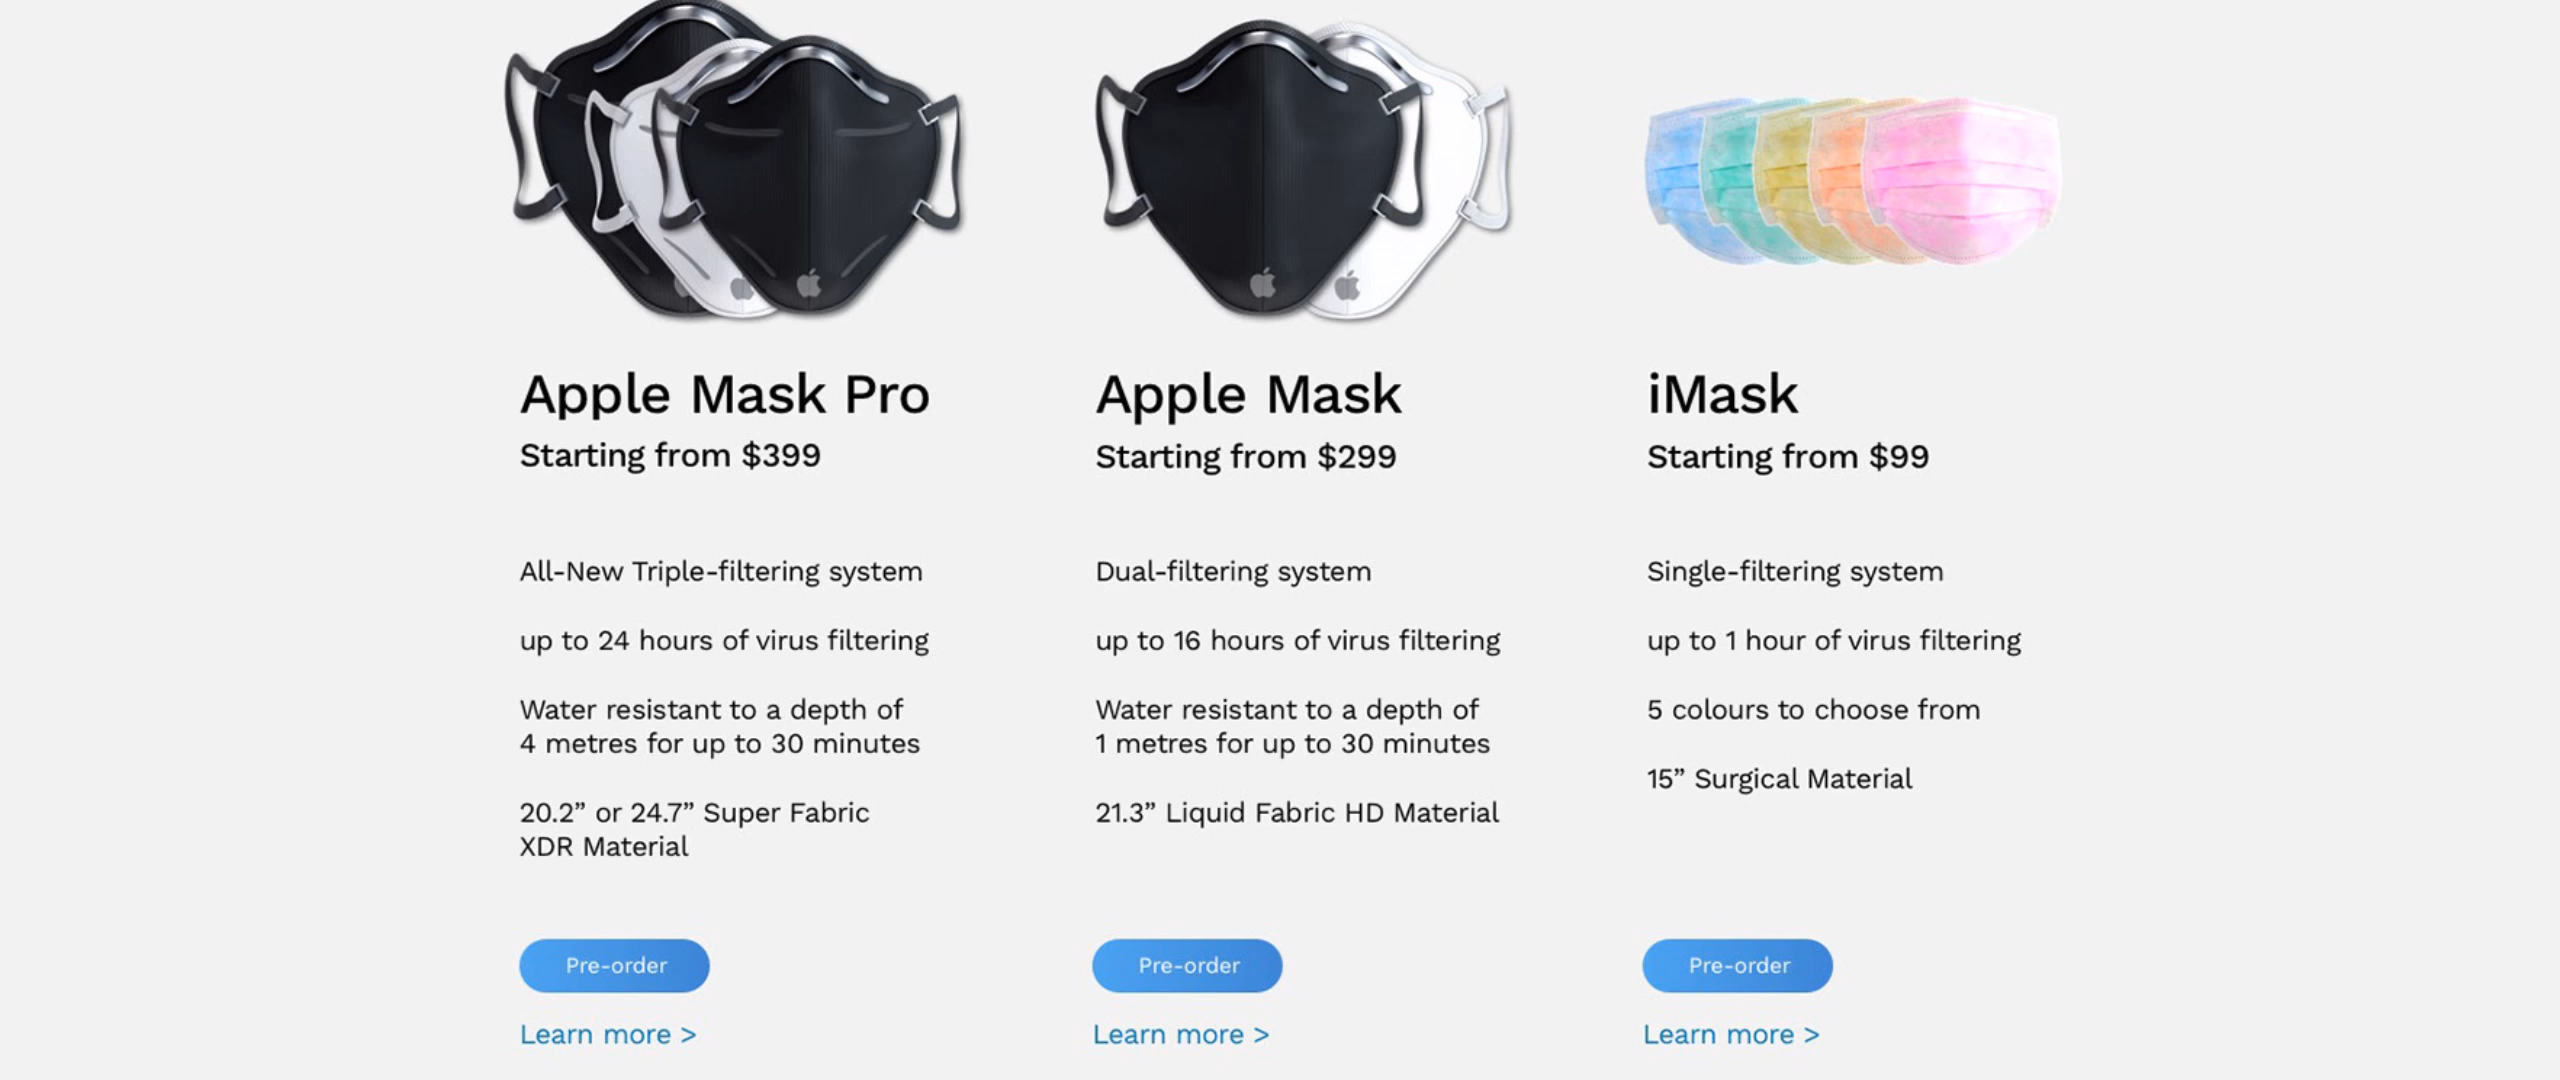 Apple Mask Pro
Starting from $399
All-New Triple-filtering system
up to 24 hours of virus filtering
Water resistant to a depth of
4 metres for up to 30 minutes
20.2” or 24.7” Super Fabric
XDR Material
Pre-order
Learn more >
Apple Mask
Starting from $299
Dual-filtering system
up to 16 hours of virus filtering
Water resistant to a depth of
1 metres for up to 30 minutes
21.3” Liquid Fabric HD Material
Pre-order
Learn more >
iMask
Starting from $99
Single-filtering system
up to 1 hour of virus filtering
5 colours to choose from
15” Surgical Material
Pre-order
Learn more >